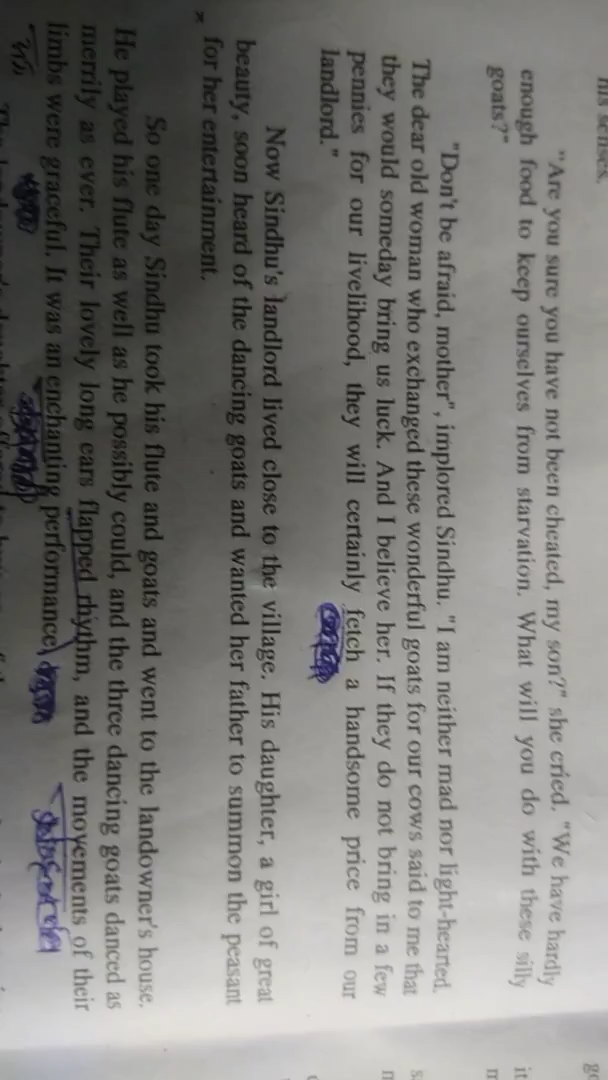 his senses.
"Are you sure you have not been cheated, my son?" she cried. "We have hardly
enough food to keep ourselves from starvation. What will you do with these silly
goats?"
"Don't be afraid, mother", implored Sindhu. "I am neither mad nor light-hearted.
The dear old woman who exchanged these wonderful goats for our cows said to me that
they would someday bring us luck. And I believe her. If they do not bring in a few
pennies for our livelihood, they will certainly fetch a handsome price from our
landlord."
Now Sindhu's landlord lived close to the village. His daughter, a girl of great
beauty, soon heard of the dancing goats and wanted her father to summon the peasant
for her entertainment.
So one day Sindhu took his flute and goats and went to the landowner's house.
He played his flute as well as he possibly could, and the three dancing goats danced as
merrily as ever. Their lovely long ears flapped rhythm, and the movements of their
limbs were graceful. It was an enchanting performance